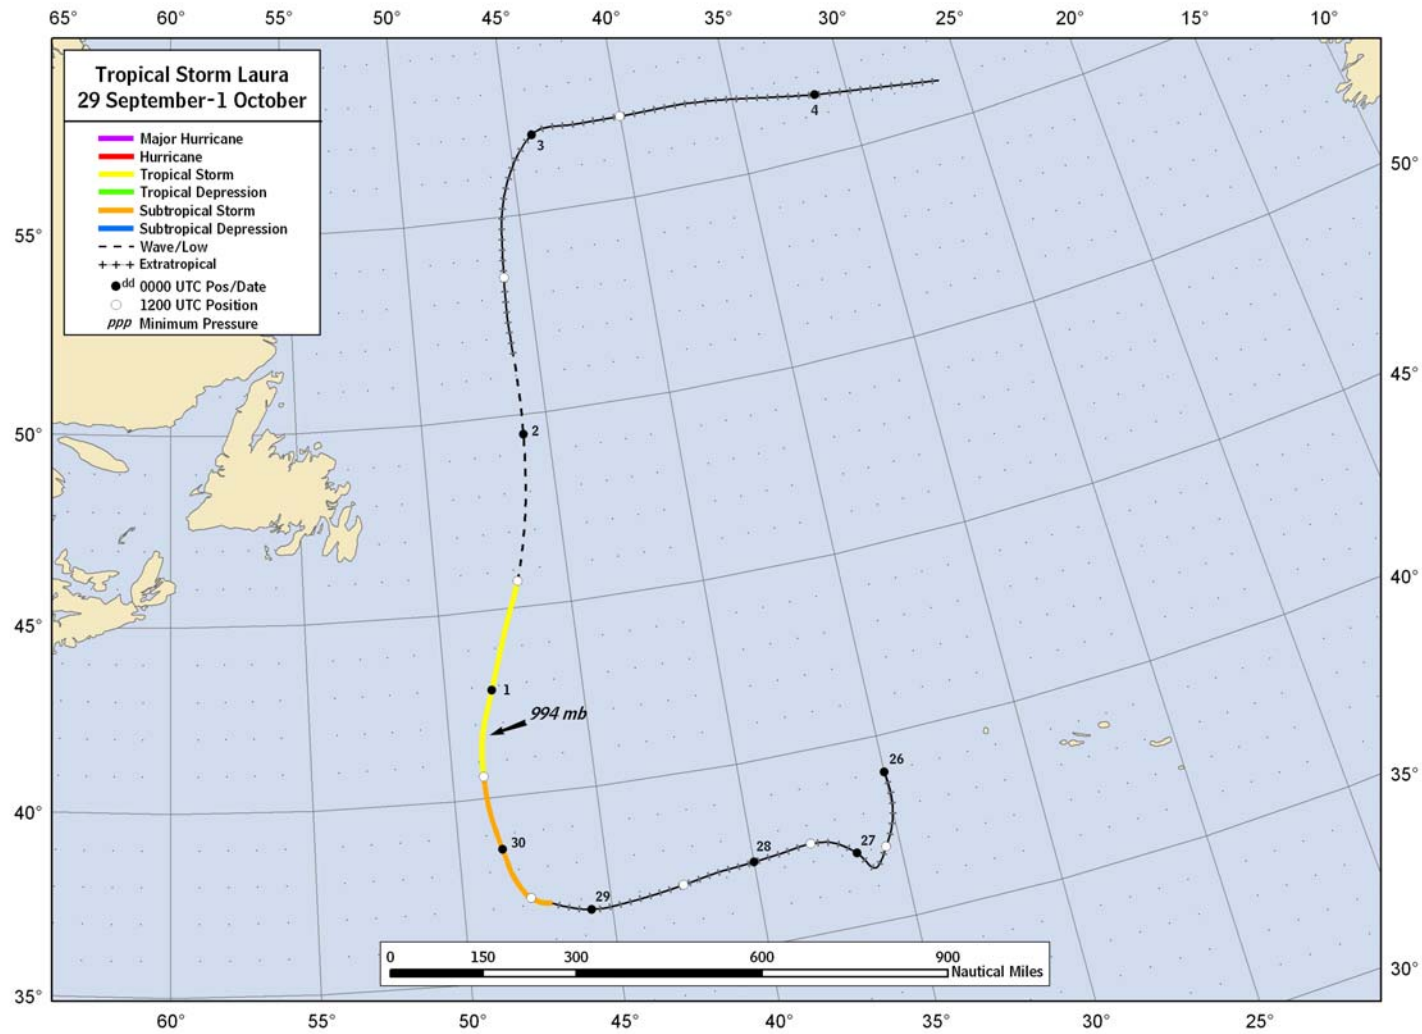 65° 60° 55° 50° 45° 40° 35° 30° 25° 20° 15° 10°
Tropical Storm Laura
29 September-1 October
Major Hurricane
Hurricane
Tropical Storm
Tropical Depression
Subtropical Storm
Subtropical Depression
Wave/Low
Extratropical
dd 0000 UTC Pos/Date
1200 UTC Position
ppp Minimum Pressure
4
3
50°
55°
45°
2
50°
40°
45°
1
994 mb
26
35°
40°
30
27
28
29
0 150 300 600 900
Nautical Miles
30°
35°
60° 55° 50° 45° 40° 35° 30° 25°